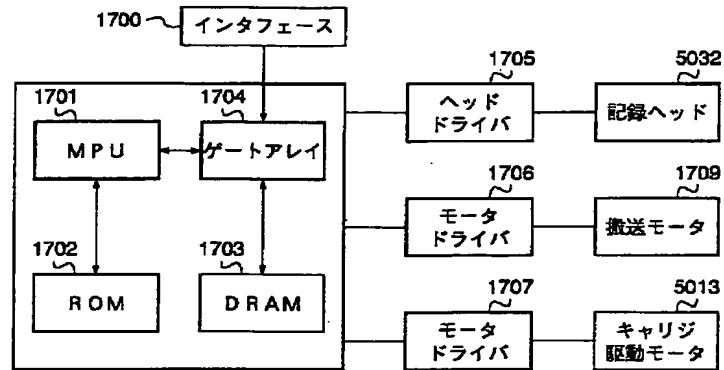 1700
インタフェース
1705
5032
1701
1704
ヘッド
ドライバ
記録ヘッド
MPU
ゲートアレイ
1706
1709
モータ
ドライバ
搬送モータ
1702
1703
ROM
DRAM
1707
5013
モータ
ドライバ
キャリジ
駆動モータ